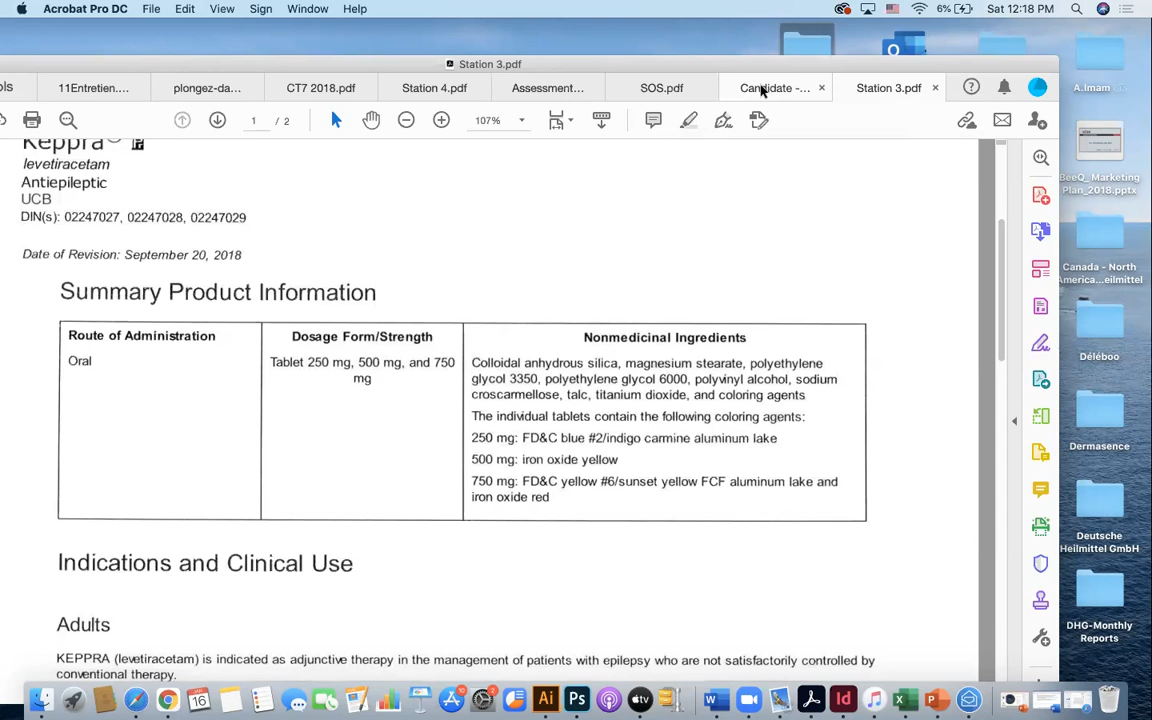 Acrobat Pro DC File Edit View Sign Window Help 6% Sat 12:18 PM
Station 3.pdf
ols 11Entretien.... plongez-da... CT7 2018.pdf Station 4.pdf Assessment... SOS.pdf Candidate -... × Station 3.pdf ×
1 / 2 107%
Keppra
levetiracetam
Antiepileptic
UCB
DIN(s): 02247027, 02247028, 02247029
Date of Revision: September 20, 2018
Summary Product Information
Route of Administration Dosage Form/Strength Nonmedicinal Ingredients
Oral
Tablet 250 mg, 500 mg, and 750
mg
Colloidal anhydrous silica, magnesium stearate, polyethylene
glycol 3350, polyethylene glycol 6000, polyvinyl alcohol, sodium
croscarmellose, talc, titanium dioxide, and coloring agents
The individual tablets contain the following coloring agents:
250 mg: FD&C blue #2/indigo carmine aluminum lake
500 mg: iron oxide yellow
750 mg: FD&C yellow #6/sunset yellow FCF aluminum lake and
iron oxide red
Indications and Clinical Use
Adults
KEPPRA (levetiracetam) is indicated as adjunctive therapy in the management of patients with epilepsy who are not satisfactorily controlled by
conventional therapy.
A.Imam
BeeQ_Marketing
Plan_2018.pptx
Canada - North
America...eilmittel
Déléboo
Dermasence
Deutsche
Heilmittel GmbH
DHG-Monthly
Reports